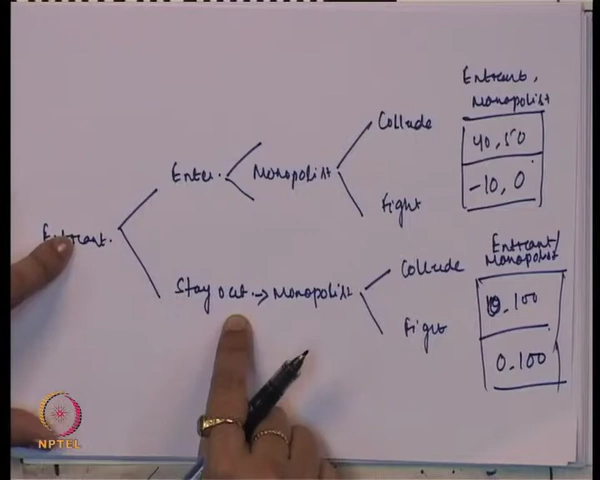 Entrant,
Monopolist
Collude
40, 50
Enter.
Monopolist
-10, 0
Fight
Entrant.
Entrant/
Monopolist
Collude
Stay out -> Monopolist
0.100
Fight
0.100
NPTEL